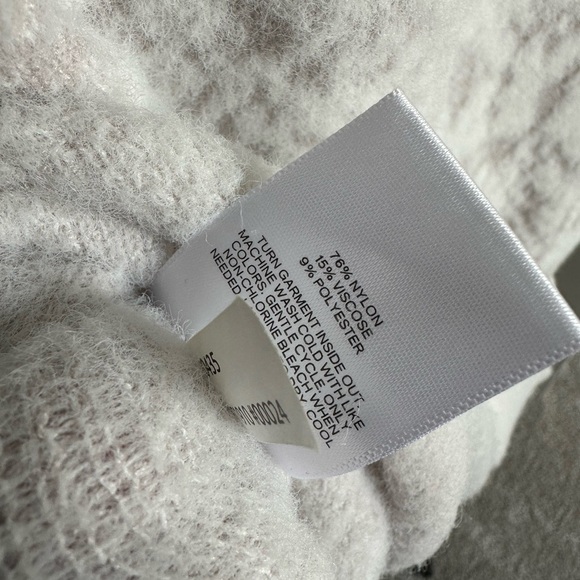 76% NYLON
15% VISCOSE
9% POLYESTER
TURN GARMENT INSIDE OUT.
MACHINE WASH COLD WITH LIKE
COLORS. GENTLE CYCLE. ONLY
NON-CHLORINE BLEACH WHEN
NEEDED
COOL